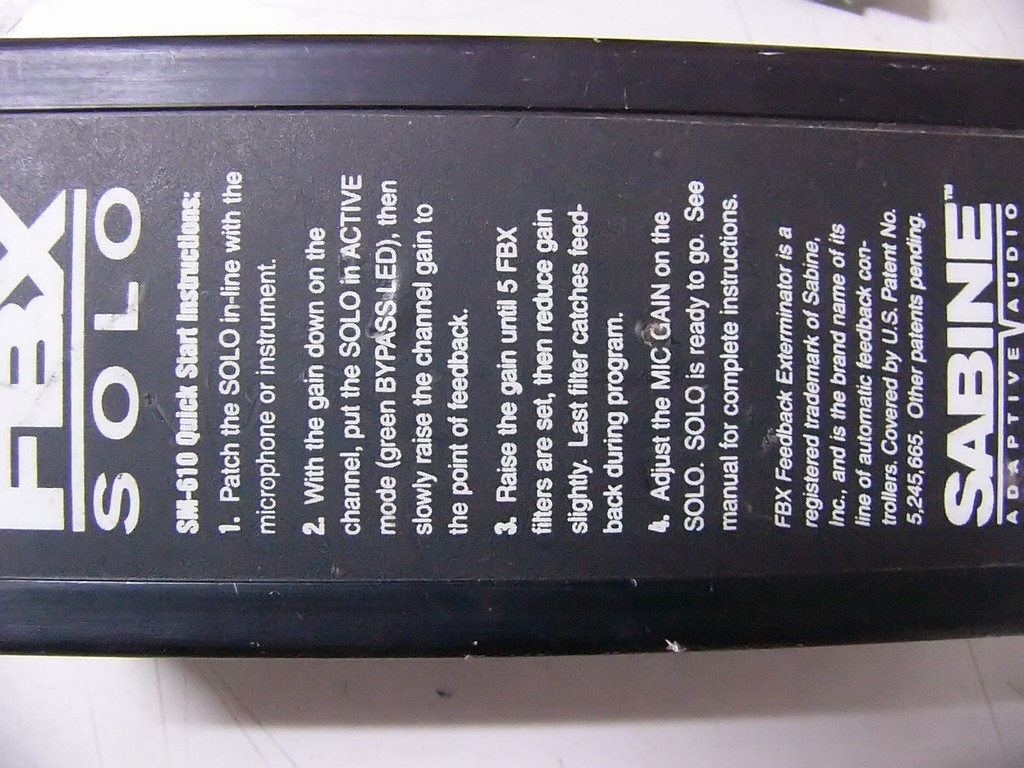 FBX
SOLO
SM-610 Quick Start Instructions:
1. Patch the SOLO in-line with the
microphone or instrument.
2. With the gain down on the
channel, put the SOLO in ACTIVE
mode (green BYPASS LED), then
slowly raise the channel gain to
the point of feedback.
3. Raise the gain until 5 FBX
filters are set, then reduce gain
slightly. Last filter catches feed-
back during program.
4. Adjust the MIC GAIN on the
SOLO. SOLO is ready to go. See
manual for complete instructions.
FBX Feedback Exterminator is a
registered trademark of Sabine,
Inc., and is the brand name of its
line of automatic feedback con-
trollers. Covered by U.S. Patent No.
5,245,665. Other patents pending.
SABINE™
ADAPTIVE AUDIO